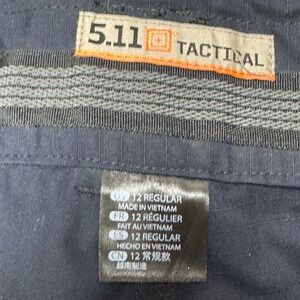 5.11 TACTICAL
US 12 REGULAR
MADE IN VIETNAM
FR 12 RÉGULIER
FAIT AU VIETNAM
ES 12 REGULAR
HECHO EN VIETNAM
CN 12 常规款
越南制造